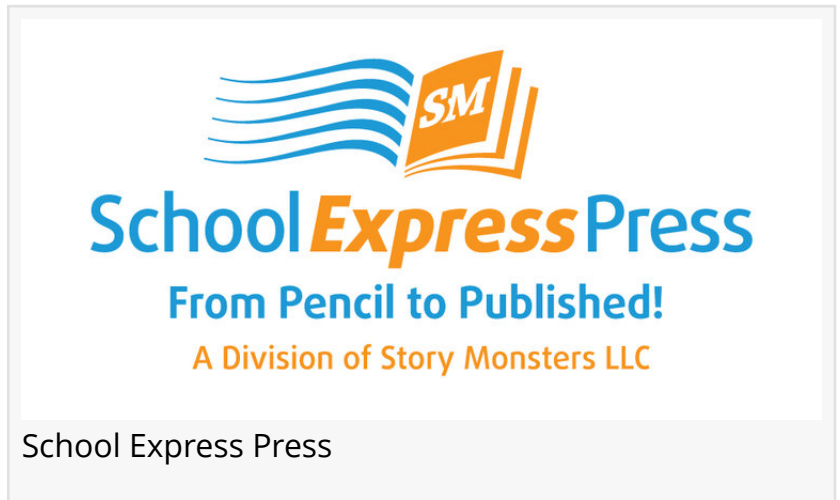 SM
School Express Press
From Pencil to Published!
A Division of Story Monsters LLC
School Express Press